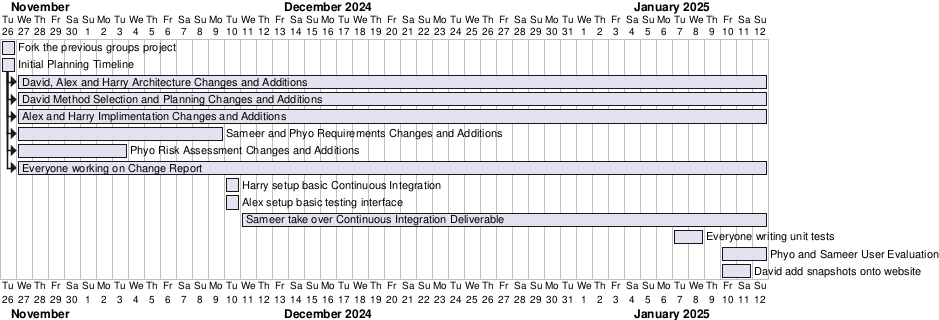 November December 2024 January 2025
Tu We Th Fr Sa Su Mo Tu We Th Fr Sa Su Mo Tu We Th Fr Sa Su Mo Tu We Th Fr Sa Su Mo Tu We Th Fr Sa Su Mo Tu We Th Fr Sa Su Mo Tu We Th Fr Sa Su
26 27 28 29 30 1 2 3 4 5 6 7 8 9 10 11 12 13 14 15 16 17 18 19 20 21 22 23 24 25 26 27 28 29 30 31 1 2 3 4 5 6 7 8 9 10 11 12
Fork the previous groups project
Initial Planning Timeline
David, Alex and Harry Architecture Changes and Additions
David Method Selection and Planning Changes and Additions
Alex and Harry Implimentation Changes and Additions
Sameer and Phyo Requirements Changes and Additions
Phyo Risk Assessment Changes and Additions
Everyone working on Change Report
Harry setup basic Continuous Integration
Alex setup basic testing interface
Sameer take over Continuous Integration Deliverable
Everyone writing unit tests
Phyo and Sameer User Evaluation
David add snapshots onto website
Tu We Th Fr Sa Su Mo Tu We Th Fr Sa Su Mo Tu We Th Fr Sa Su Mo Tu We Th Fr Sa Su Mo Tu We Th Fr Sa Su Mo Tu We Th Fr Sa Su Mo Tu We Th Fr Sa Su
26 27 28 29 30 1 2 3 4 5 6 7 8 9 10 11 12 13 14 15 16 17 18 19 20 21 22 23 24 25 26 27 28 29 30 31 1 2 3 4 5 6 7 8 9 10 11 12
November December 2024 January 2025